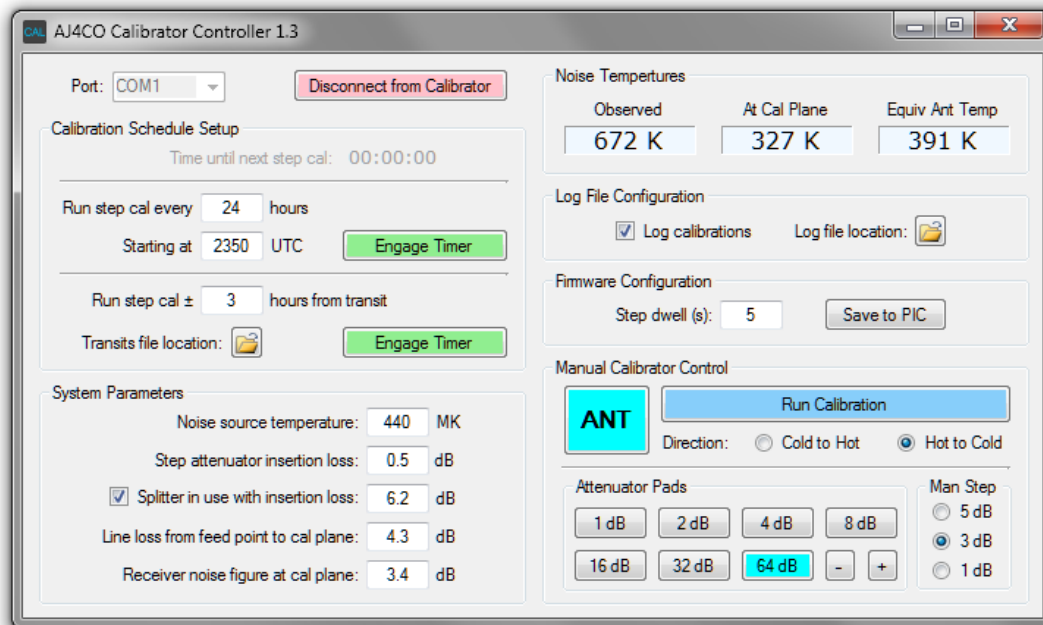 CAL AJ4CO Calibrator Controller 1.3
Port: COM1 Disconnect from Calibrator
Calibration Schedule Setup
Time until next step cal: 00:00:00
Run step cal every 24 hours
Starting at 2350 UTC Engage Timer
Run step cal ± 3 hours from transit
Transits file location: Engage Timer
System Parameters
Noise source temperature: 440 MK
Step attenuator insertion loss: 0.5 dB
Splitter in use with insertion loss: 6.2 dB
Line loss from feed point to cal plane: 4.3 dB
Receiver noise figure at cal plane: 3.4 dB
Noise Tempertures
Observed At Cal Plane Equiv Ant Temp
672 K 327 K 391 K
Log File Configuration
Log calibrations Log file location:
Firmware Configuration
Step dwell (s): 5 Save to PIC
Manual Calibrator Control
ANT Run Calibration
Direction: Cold to Hot Hot to Cold
Attenuator Pads
1 dB 2 dB 4 dB 8 dB
16 dB 32 dB 64 dB - +
Man Step
5 dB
3 dB
1 dB